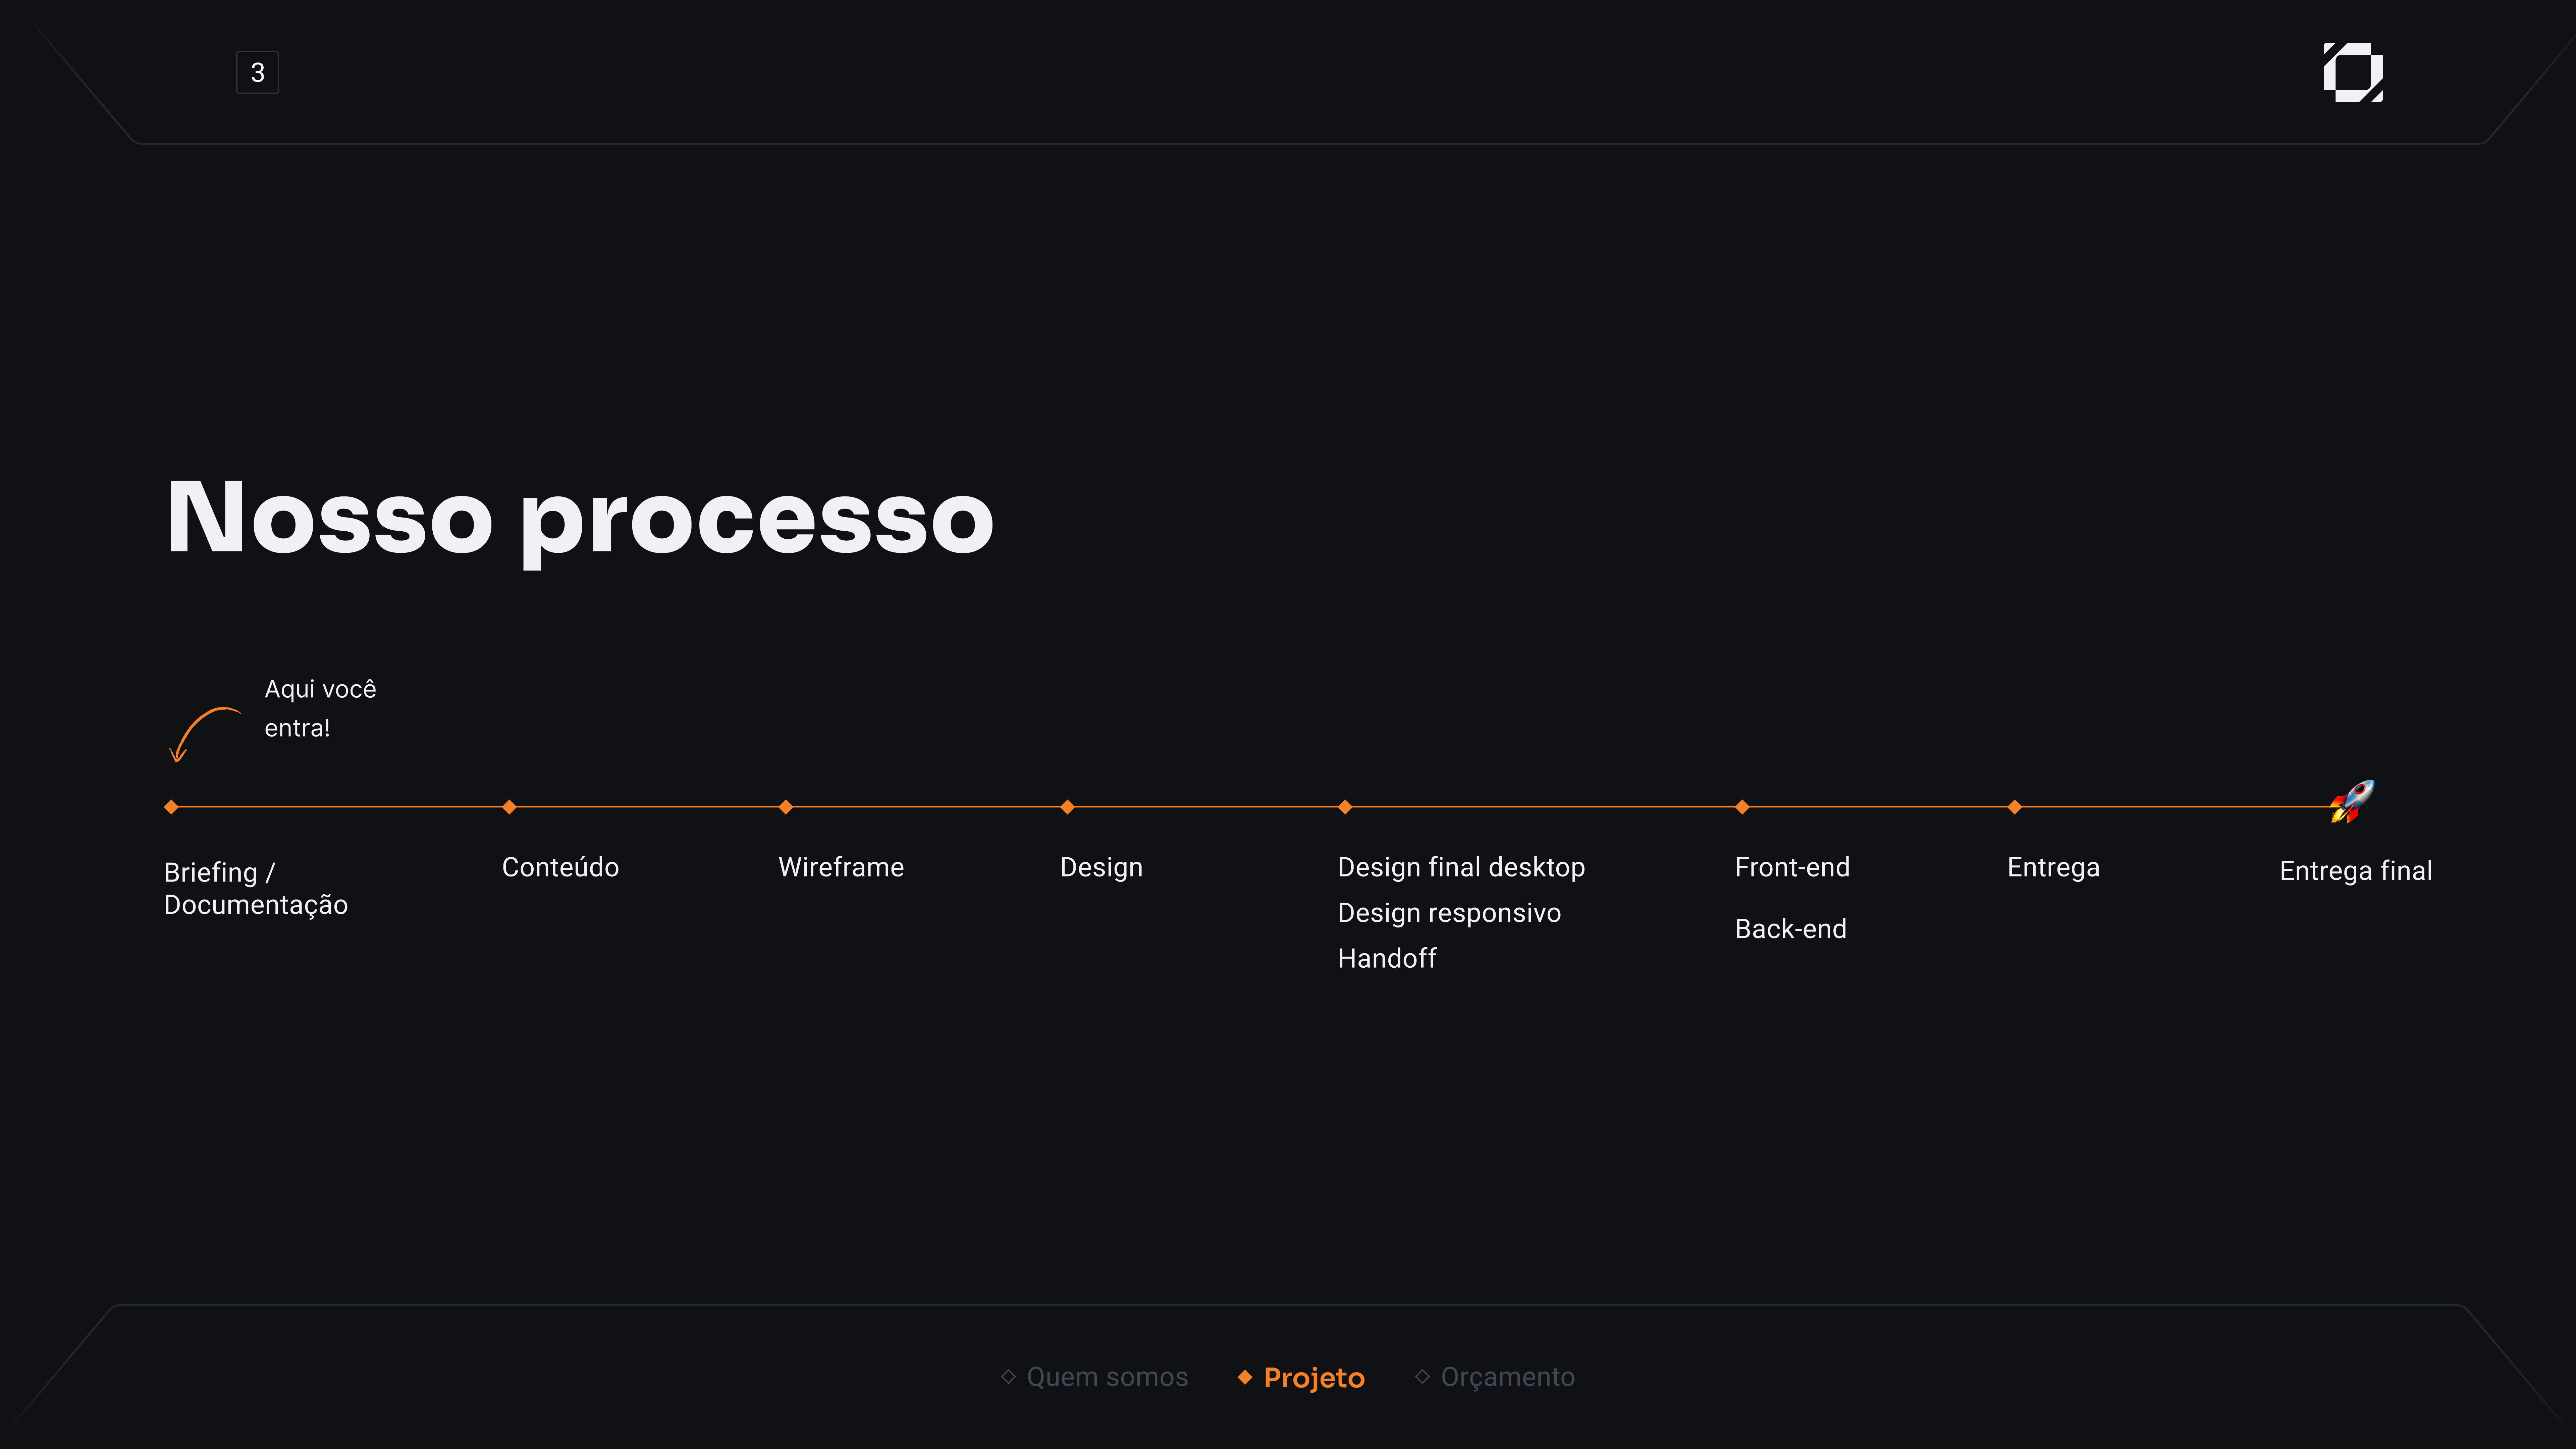 3
Nosso processo
Aqui você
entra!
Briefing /
Documentação
Conteúdo
Wireframe
Design
Design final desktop
Design responsivo
Handoff
Front-end
Back-end
Entrega
Entrega final
Quem somos
Projeto
Orçamento